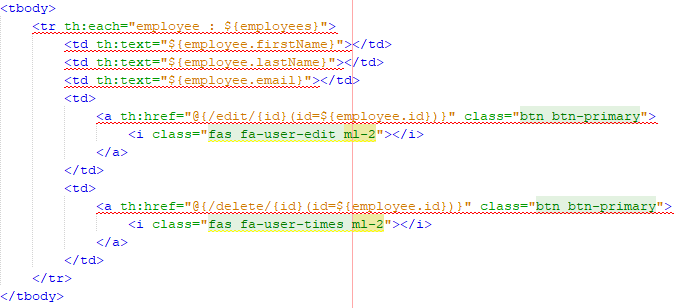 <tbody>
<tr th:each="employee : ${employees}">
<td th:text="${employee.firstName}"></td>
<td th:text="${employee.lastName}"></td>
<td th:text="${employee.email}"></td>
<td>
<a th:href="@{/edit/{id}(id=${employee.id})}" class="btn btn-primary">
<i class="fas fa-user-edit ml-2"></i>
</a>
</td>
<td>
<a th:href="@{/delete/{id}(id=${employee.id})}" class="btn btn-primary">
<i class="fas fa-user-times ml-2"></i>
</a>
</td>
</tr>
</tbody>